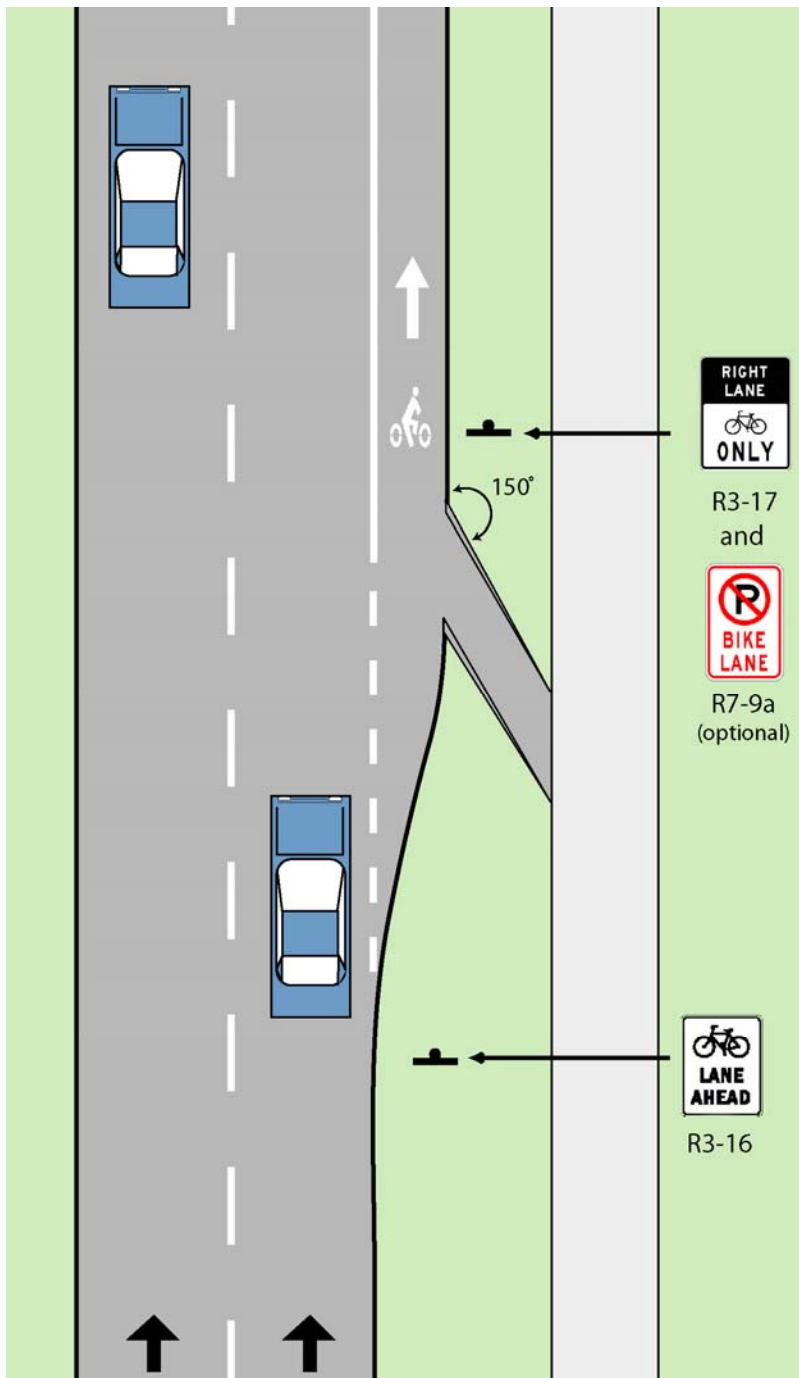 RIGHT
LANE
ONLY
150°
R3-17
and
P
BIKE
LANE
R7-9a
(optional)
LANE
AHEAD
R3-16